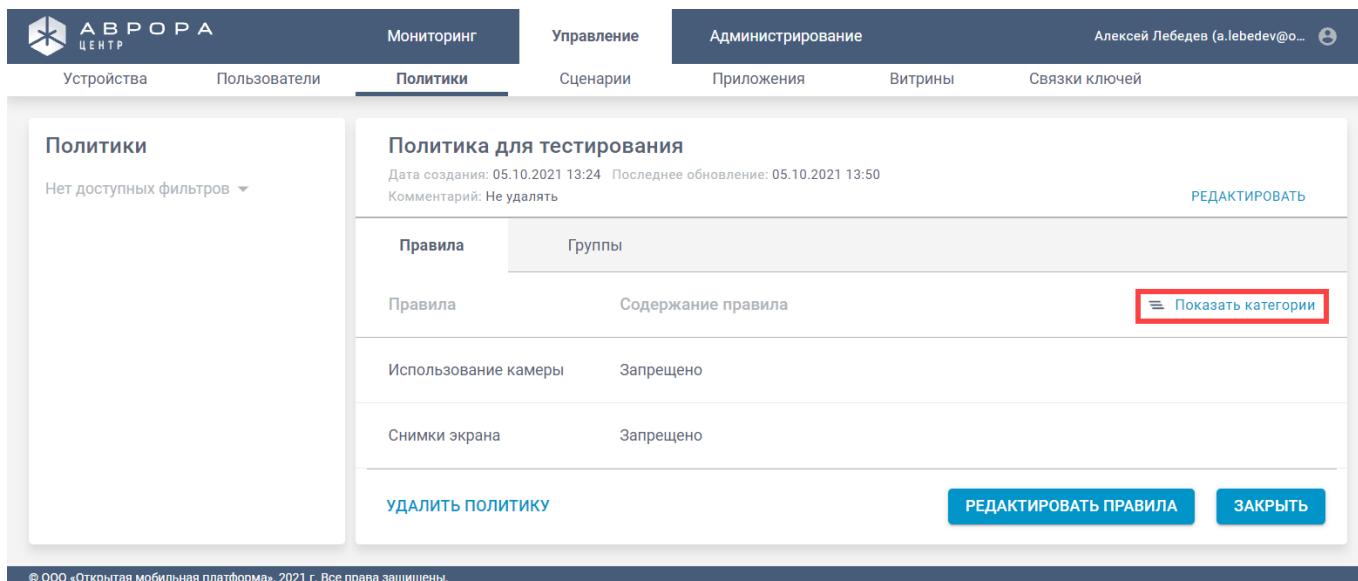 АВРОРА
ЦЕНТР
Мониторинг Управление Администрирование Алексей Лебедев (a.lebedev@o...
Устройства Пользователи Политики Сценарии Приложения Витрины Связки ключей
Политики
Нет доступных фильтров
Политика для тестирования
Дата создания: 05.10.2021 13:24 Последнее обновление: 05.10.2021 13:50
Комментарий: Не удалять
РЕДАКТИРОВАТЬ
Правила Группы
Правила Содержание правила Показать категории
Использование камеры Запрещено
Снимки экрана Запрещено
УДАЛИТЬ ПОЛИТИКУ РЕДАКТИРОВАТЬ ПРАВИЛА ЗАКРЫТЬ
© ООО «Открытая мобильная платформа», 2021 г. Все права защищены.